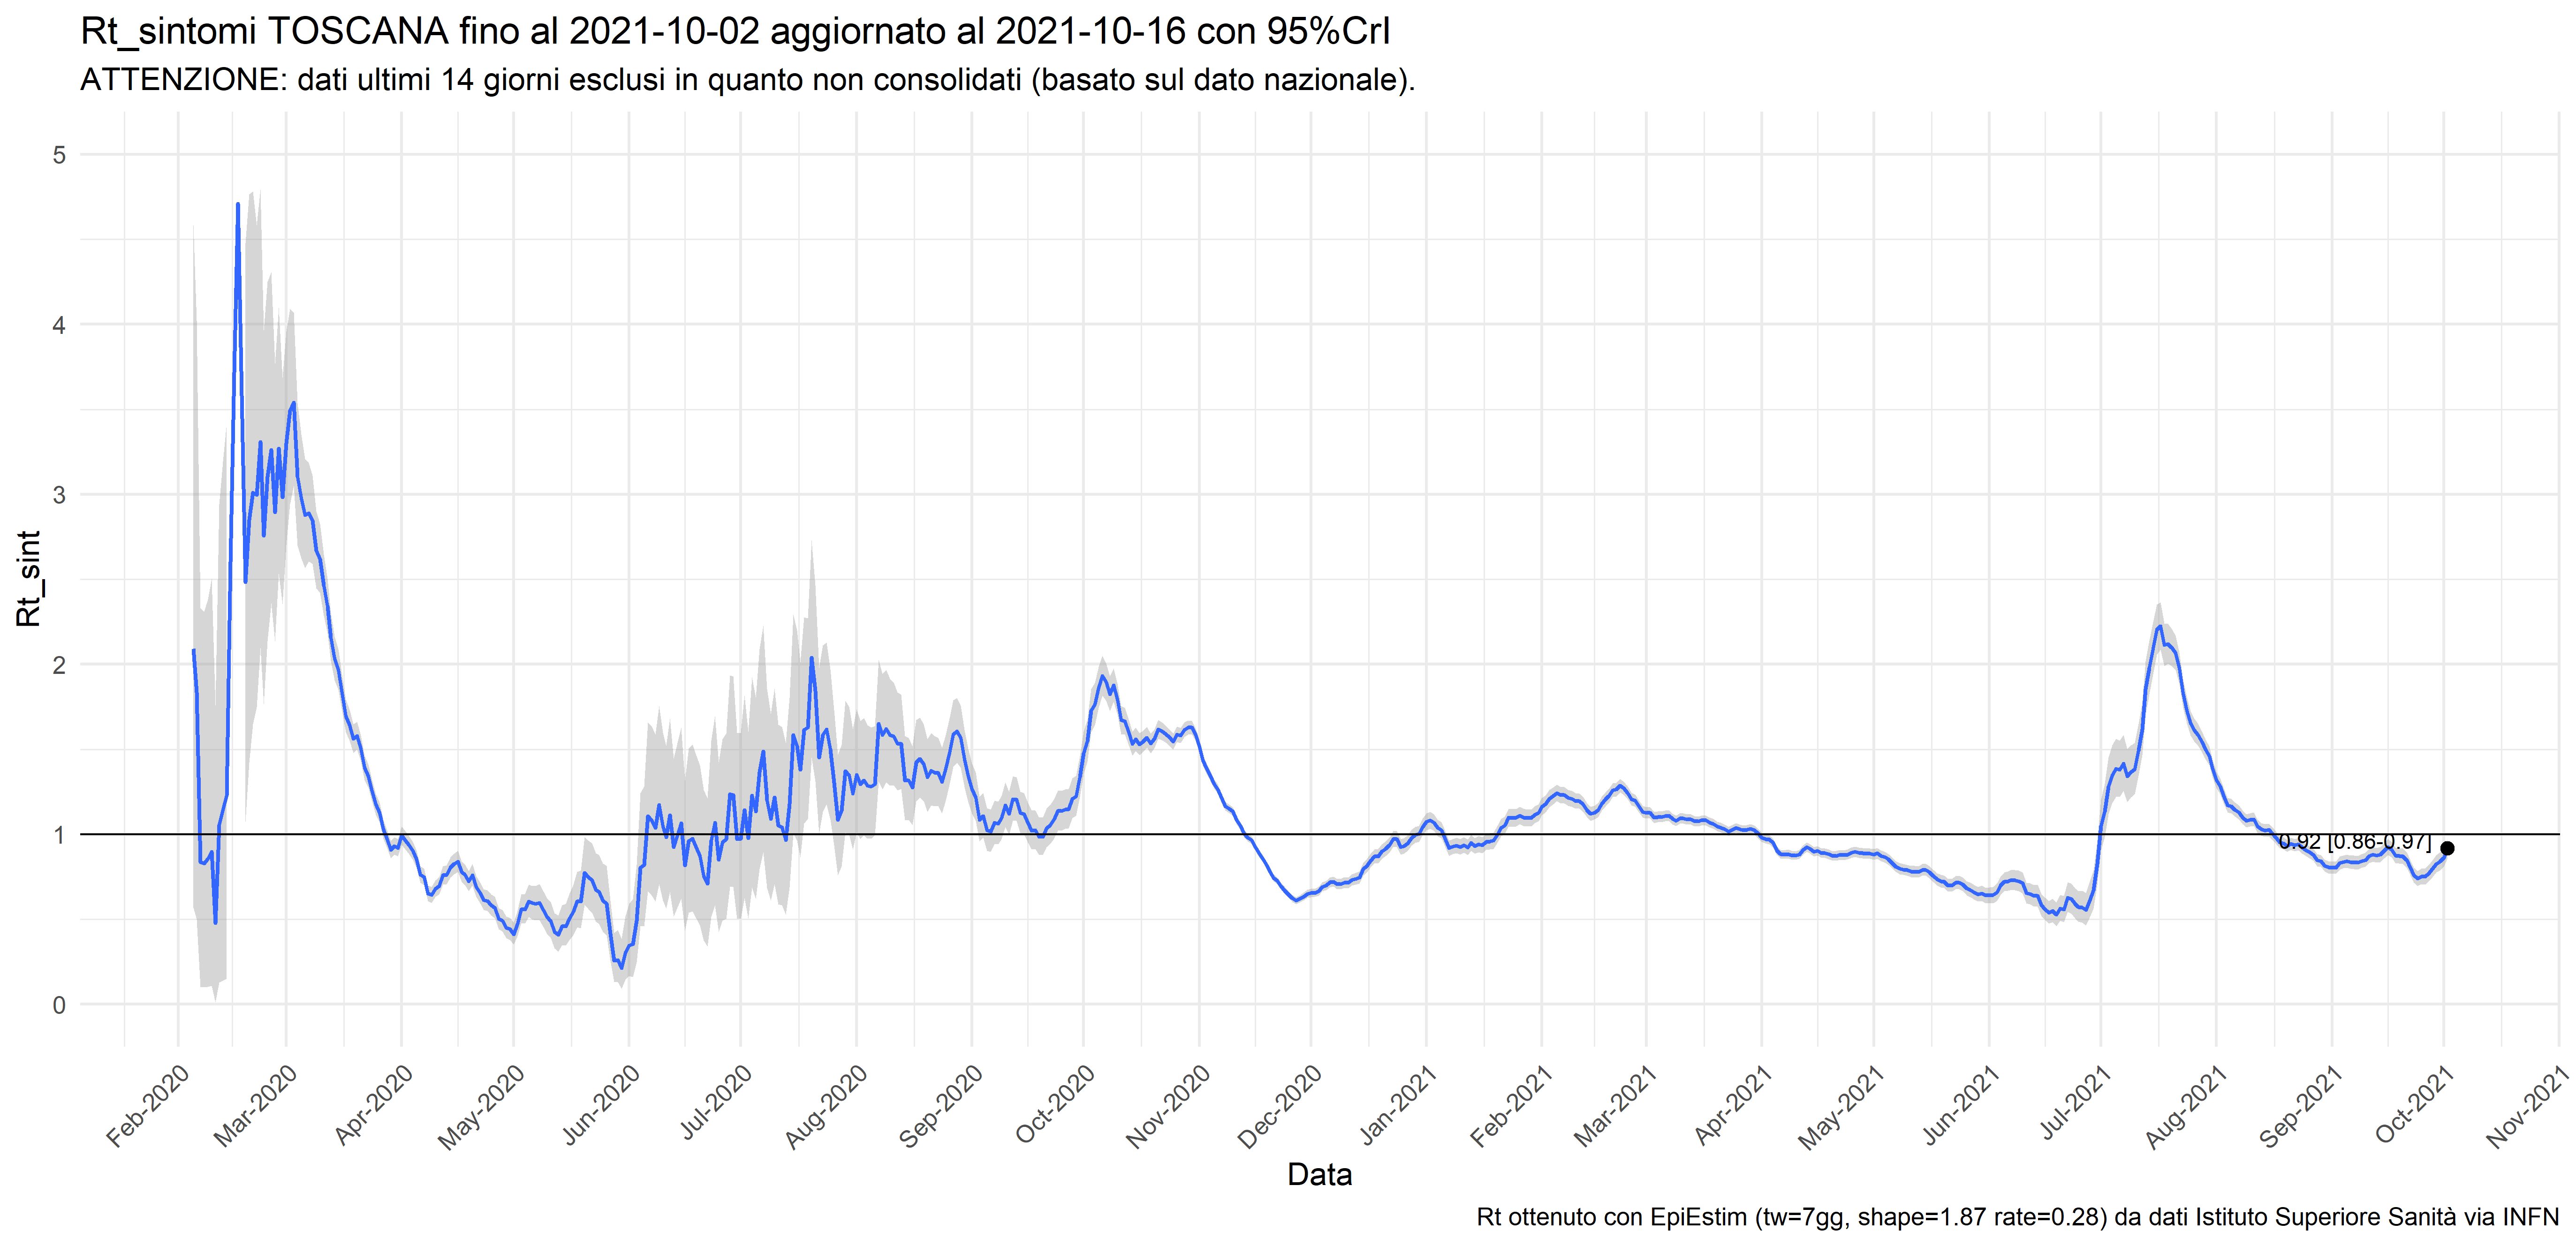 Rt_sintomi TOSCANA fino al 2021-10-02 aggiornato al 2021-10-16 con 95%CrI
ATTENZIONE: dati ultimi 14 giorni esclusi in quanto non consolidati (basato sul dato nazionale).
5
4
3
2
1
0
Rt_sint
0.92 [0.86-0.97]
Feb-2020
Mar-2020
Apr-2020
May-2020
Jun-2020
Jul-2020
Aug-2020
Sep-2020
Oct-2020
Nov-2020
Dec-2020
Jan-2021
Feb-2021
Mar-2021
Apr-2021
May-2021
Jun-2021
Jul-2021
Aug-2021
Sep-2021
Oct-2021
Nov-2021
Data
Rt ottenuto con EpiEstim (tw=7gg, shape=1.87 rate=0.28) da dati Istituto Superiore Sanità via INFN